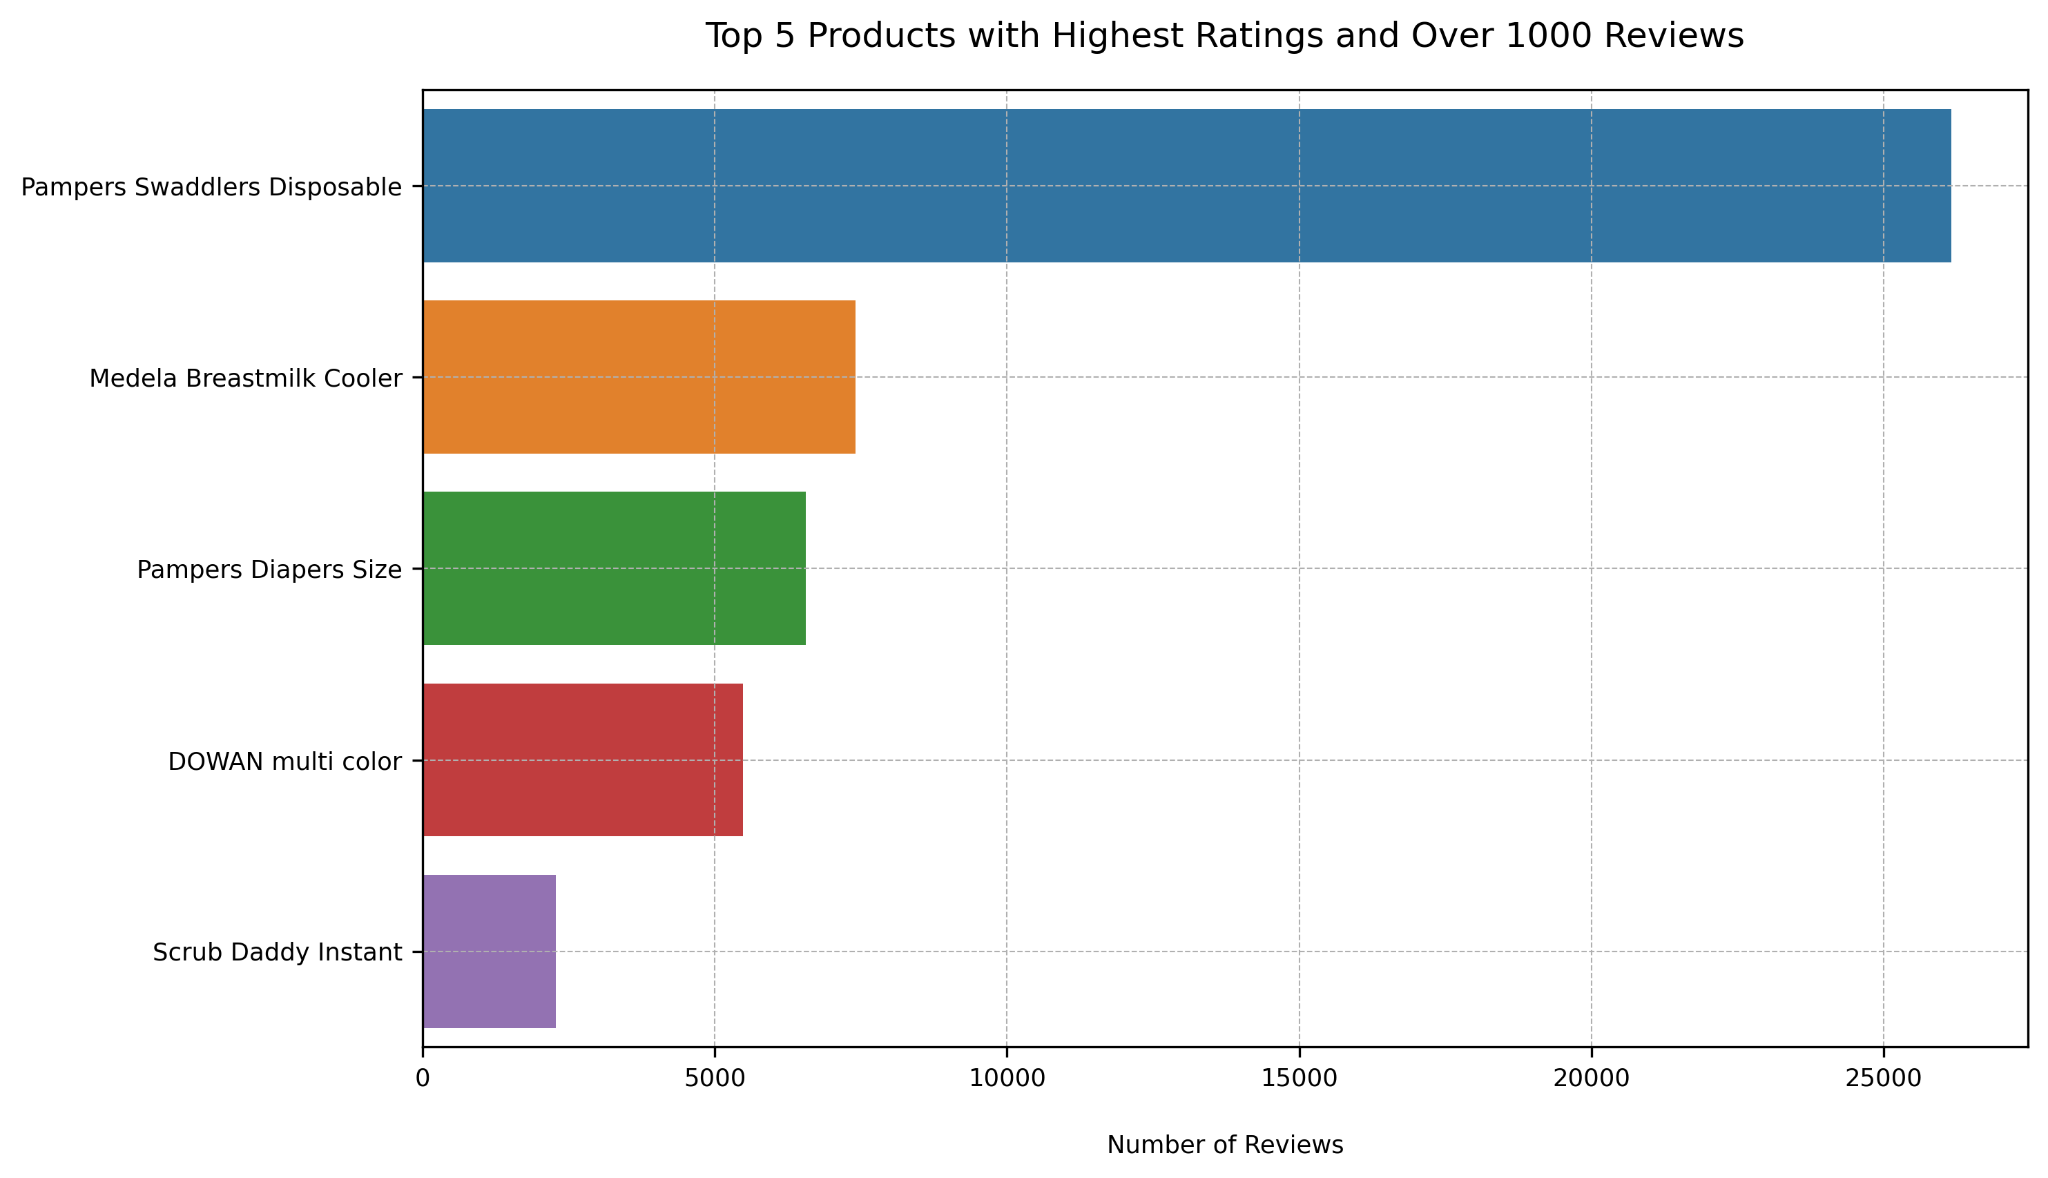 Top 5 Products with Highest Ratings and Over 1000 Reviews
Pampers Swaddlers Disposable
Medela Breastmilk Cooler
Pampers Diapers Size
DOWAN multi color
Scrub Daddy Instant
0 5000 10000 15000 20000 25000
Number of Reviews